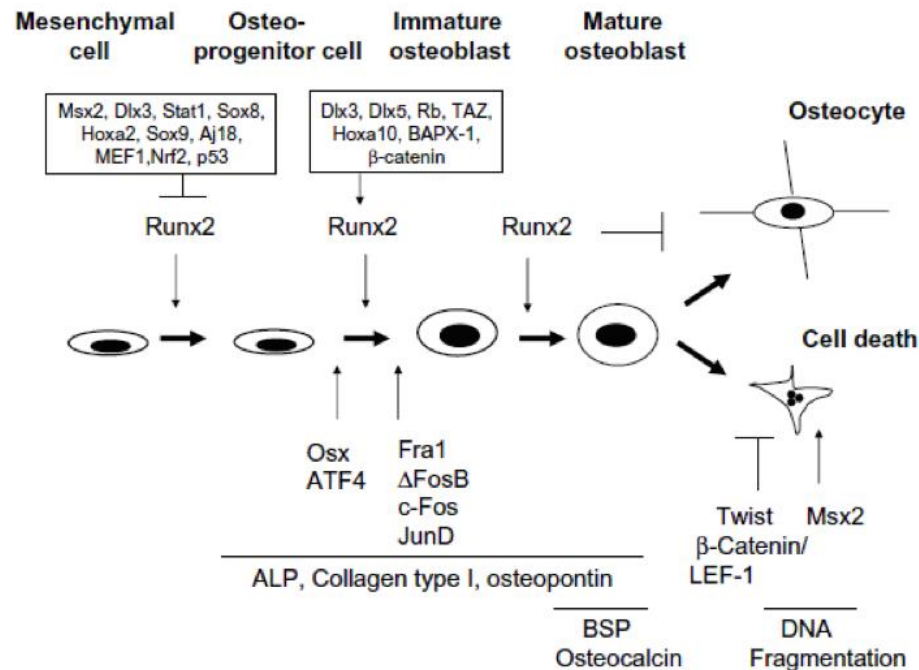 Mesenchymal
cell
Osteo-
progenitor cell
Immature
osteoblast
Mature
osteoblast
Msx2, Dlx3, Stat1, Sox8,
Hoxa2, Sox9, Aj18,
MEF1,Nrf2, p53
Dlx3, Dlx5, Rb, TAZ,
Hoxa10, BAPX-1,
β-catenin
Osteocyte
Runx2
Runx2
Runx2
Cell death
Osx
ATF4
Fra1
ΔFosB
c-Fos
JunD
Twist
β-Catenin/
LEF-1
Msx2
ALP, Collagen type I, osteopontin
BSP
Osteocalcin
DNA
Fragmentation